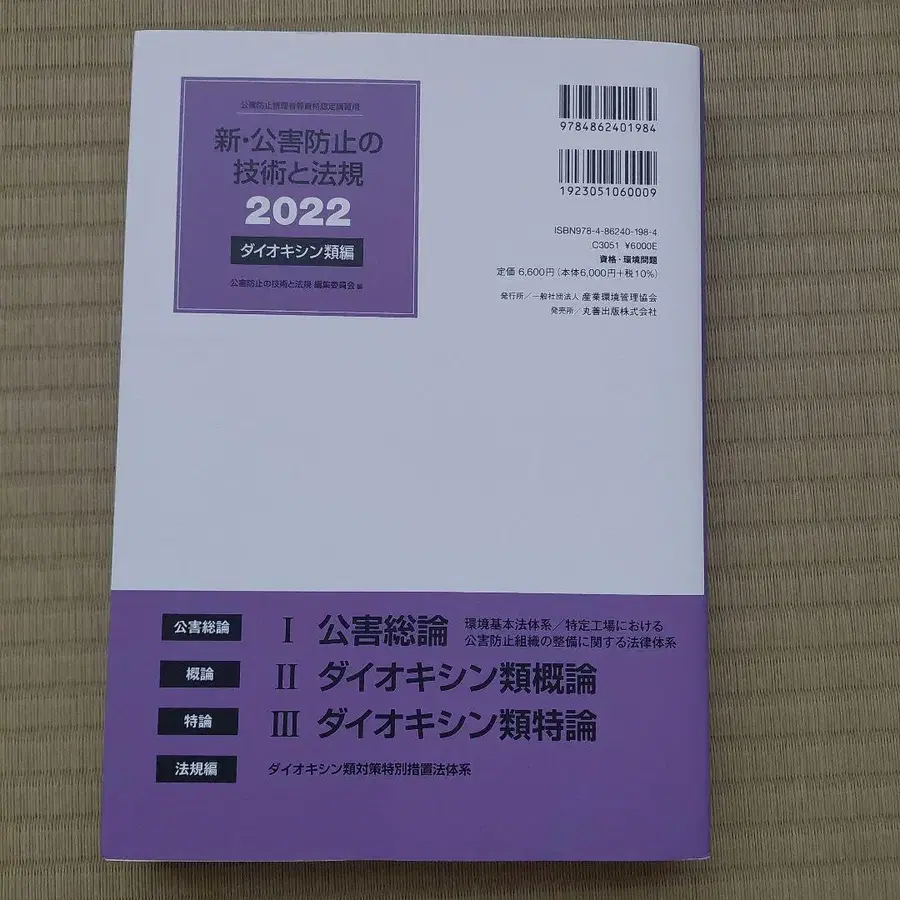 公害防止管理者等資格認定講習用
新・公害防止の
技術と法規
2022
ダイオキシン類編
公害防止の技術と法規 編集委員会 編
9784862401984
1923051060009
ISBN978-4-86240-198-4
C3051 ¥6000E
資格・環境問題
定価 6,600円(本体6,000円+税10%)
発行所/一般社団法人 産業環境管理協会
発売所/丸善出版株式会社
公害総論 Ⅰ 公害総論 環境基本法体系/特定工場における
公害防止組織の整備に関する法律体系
概論 Ⅱ ダイオキシン類概論
特論 Ⅲ ダイオキシン類特論
法規編 ダイオキシン類対策特別措置法体系